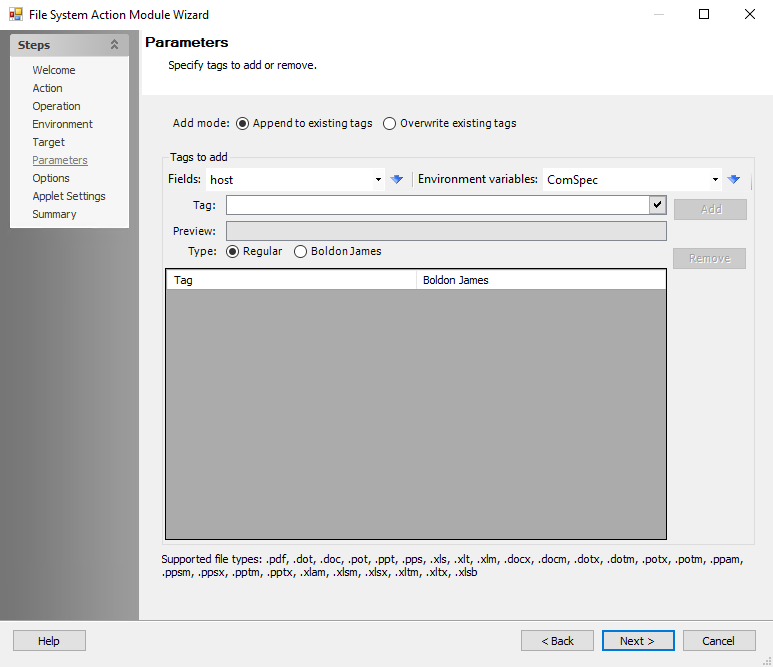 File System Action Module Wizard
Steps
Welcome
Action
Operation
Environment
Target
Parameters
Options
Applet Settings
Summary
Parameters
Specify tags to add or remove.
Add mode: Append to existing tags Overwrite existing tags
Tags to add
Fields: host Environment variables: ComSpec
Tag: Add
Preview:
Type: Regular Boldon James
Remove
Tag Boldon James
Supported file types: .pdf, .dot, .doc, .pot, .ppt, .pps, .xls, .xlt, .xlm, .docx, .docm, .dotx, .dotm, .potx, .potm, .ppam,
.ppsm, .ppsx, .pptm, .pptx, .xlam, .xlsm, .xlsx, .xltm, .xltx, .xlsb
Help < Back Next > Cancel